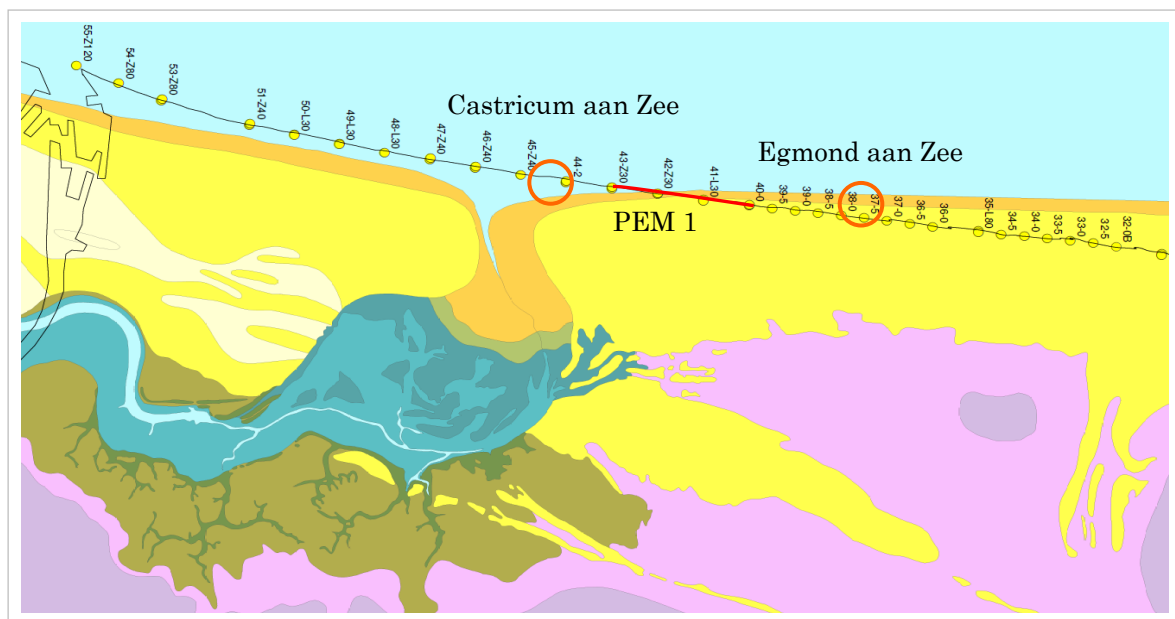 55-Z120
54-Z80
53-Z80
51-Z40
50-L30
49-L30
48-L30
47-Z40
46-Z40
45-Z40
44-2
43-Z30
42-Z30
41-L30
40-0
39-5
39-0
38-5
38-0
37-5
37-0
36-5
36-0
35-L80
34-5
34-0
33-5
33-0
32-5
32-0B
Castricum aan Zee
Egmond aan Zee
PEM 1